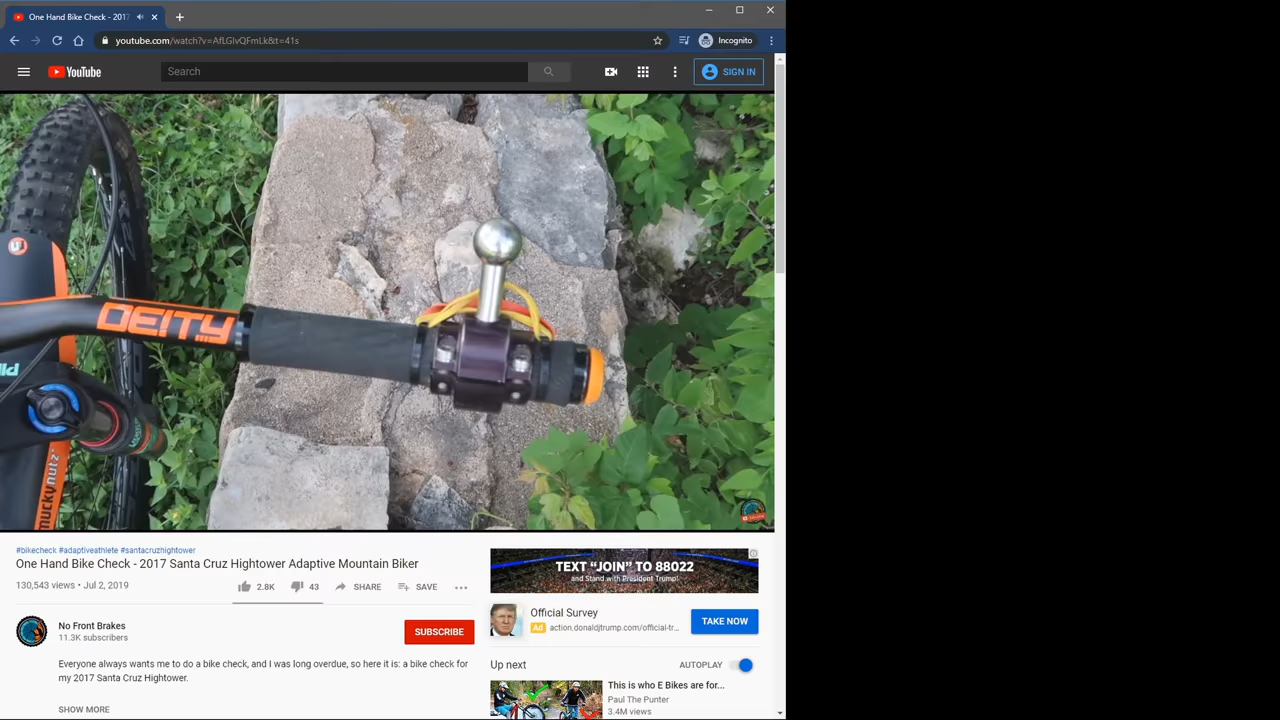 One Hand Bike Check - 2017
youtube.com/watch?v=AfLGlvQFmLk&t=41s
Incognito
YouTube
Search
SIGN IN
DEITY
muckynutz
#bikecheck #adaptiveathlete #santacruzhightower
One Hand Bike Check - 2017 Santa Cruz Hightower Adaptive Mountain Biker
130,543 views • Jul 2, 2019
2.8K
43
SHARE
SAVE
No Front Brakes
11.3K subscribers
SUBSCRIBE
Everyone always wants me to do a bike check, and I was long overdue, so here it is: a bike check for
my 2017 Santa Cruz Hightower.
SHOW MORE
TEXT “JOIN” TO 88022
and Stand with President Trump!
Official Survey
Ad
action.donaldjtrump.com/official-tr...
TAKE NOW
Up next
AUTOPLAY
This is who E Bikes are for...
Paul The Punter
3.4M views